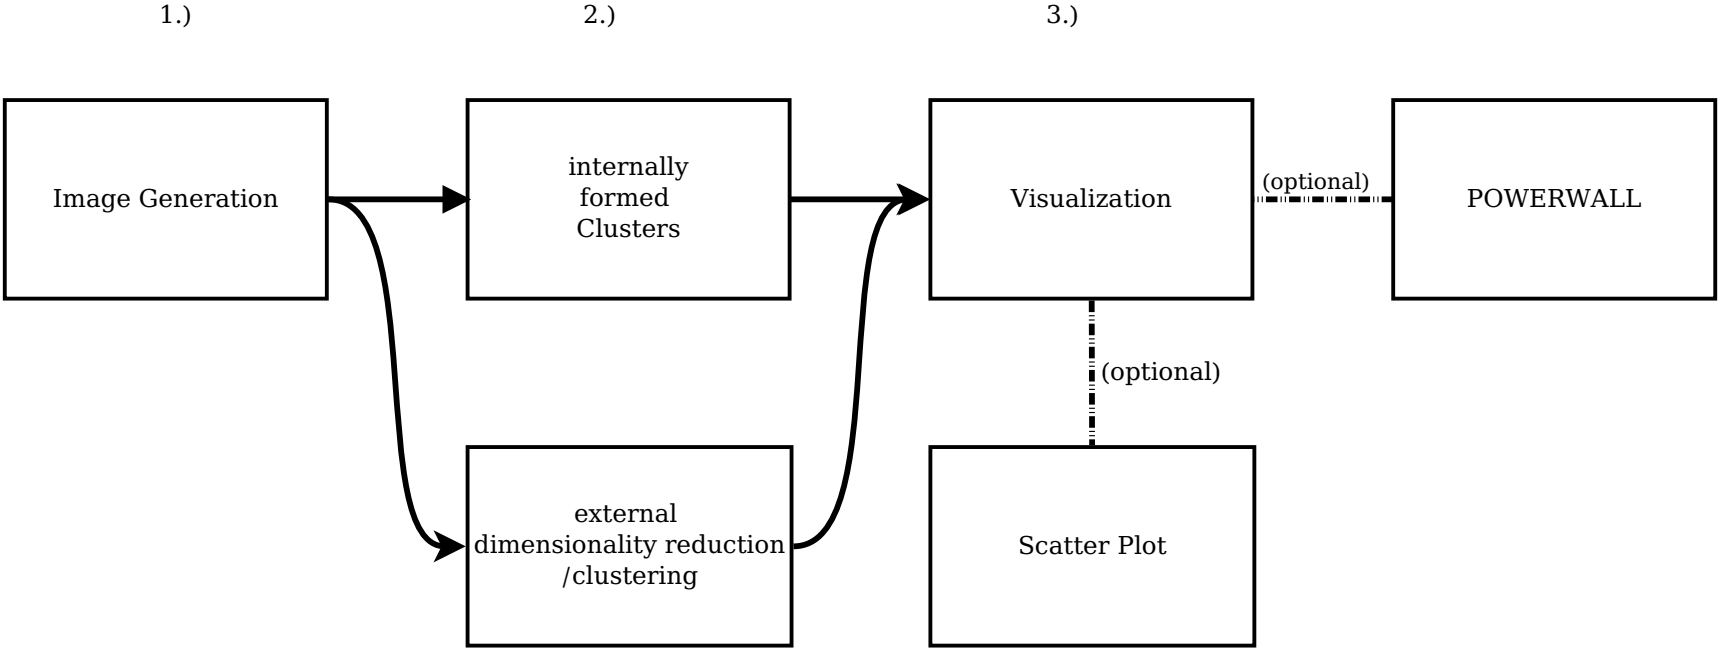 1.)
2.)
3.)
Image Generation
internally
formed
Clusters
Visualization
(optional)
POWERWALL
(optional)
external
dimensionality reduction
/clustering
Scatter Plot